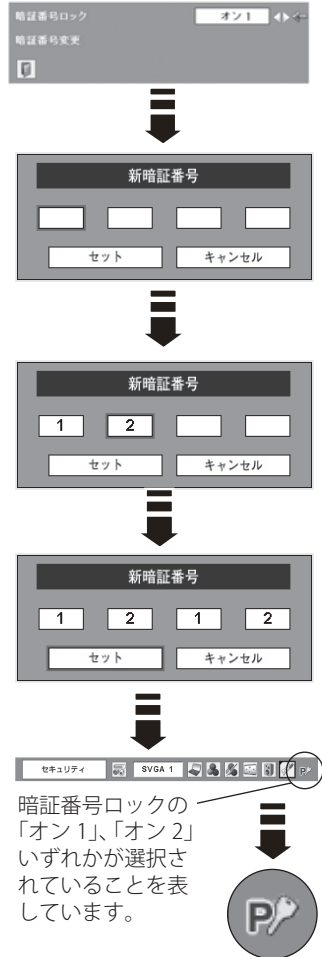 暗証番号ロック オン 1
暗証番号変更
新暗証番号
セット キャンセル
新暗証番号
1 2
セット キャンセル
新暗証番号
1 2 1 2
セット キャンセル
セキュリティ SVGA 1 P
暗証番号ロックの
「オン 1」、「オン 2」
いずれかが選択さ
れていることを表
しています。
P